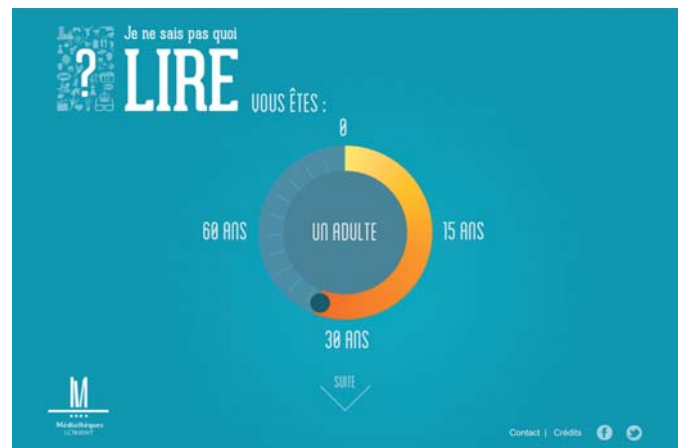 Je ne sais pas quoi
?
LIRE
VOUS ÊTES :
0
60 ANS
UN ADULTE
15 ANS
30 ANS
SUITE
M
Médiathèques
LORIENT
Contact | Crédits